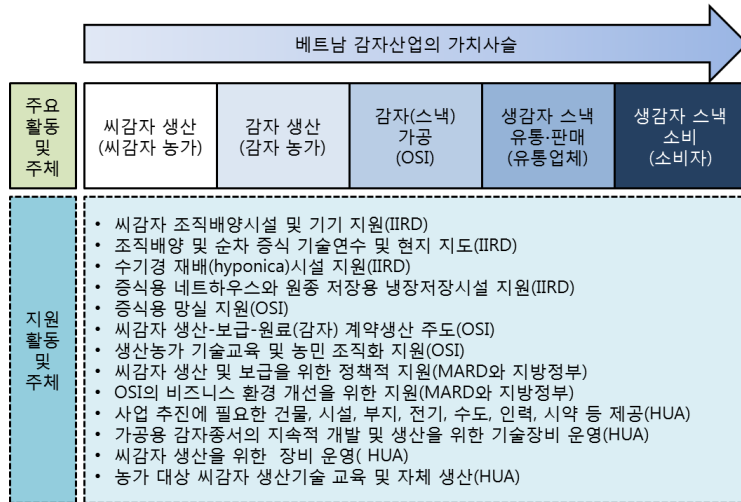 베트남 감자산업의 가치사슬
주요
활동
및
주체
씨감자 생산
(씨감자 농가)
감자 생산
(감자 농가)
감자(스낵)
가공
(OSI)
생감자 스낵
유통·판매
(유통업체)
생감자 스낵
소비
(소비자)
지원
활동
및
주체
• 씨감자 조직배양시설 및 기기 지원(IIRD)
• 조직배양 및 순차 증식 기술연수 및 현지 지도(IIRD)
• 수기경 재배(hyponica)시설 지원(IIRD)
• 증식용 네트하우스와 원종 저장용 냉장저장시설 지원(IIRD)
• 증식용 망실 지원(OSI)
• 씨감자 생산-보급-원료(감자) 계약생산 주도(OSI)
• 생산농가 기술교육 및 농민 조직화 지원(OSI)
• 씨감자 생산 및 보급을 위한 정책적 지원(MARD와 지방정부)
• OSI의 비즈니스 환경 개선을 위한 지원(MARD와 지방정부)
• 사업 추진에 필요한 건물, 시설, 부지, 전기, 수도, 인력, 시약 등 제공(HUA)
• 가공용 감자종서의 지속적 개발 및 생산을 위한 기술장비 운영(HUA)
• 씨감자 생산을 위한 장비 운영( HUA)
• 농가 대상 씨감자 생산기술 교육 및 자체 생산(HUA)